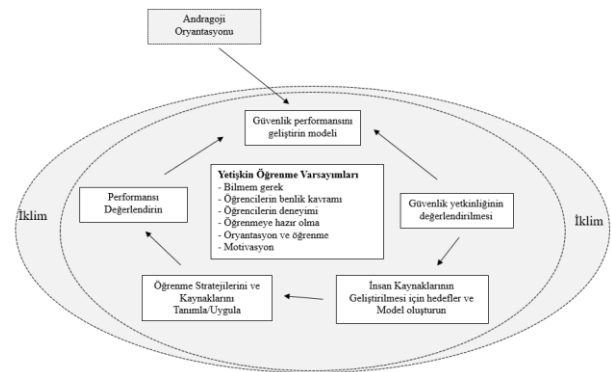 Andragoji
Oryantasyonu
Güvenlik performansını
geliştirin modeli
Yetişkin Öğrenme Varsayımları
- Bilmem gerek
- Öğrencilerin benlik kavramı
- Öğrencilerin deneyimi
- Öğrenmeye hazır olma
- Oryantasyon ve öğrenme
- Motivasyon
Performansı
Değerlendirin
Güvenlik yetkinliğinin
değerlendirilmesi
İklim
İklim
Öğrenme Stratejilerini ve
Kaynaklarını
Tanımla/Uygula
İnsan Kaynaklarının
Geliştirilmesi için hedefler ve
Model oluşturun